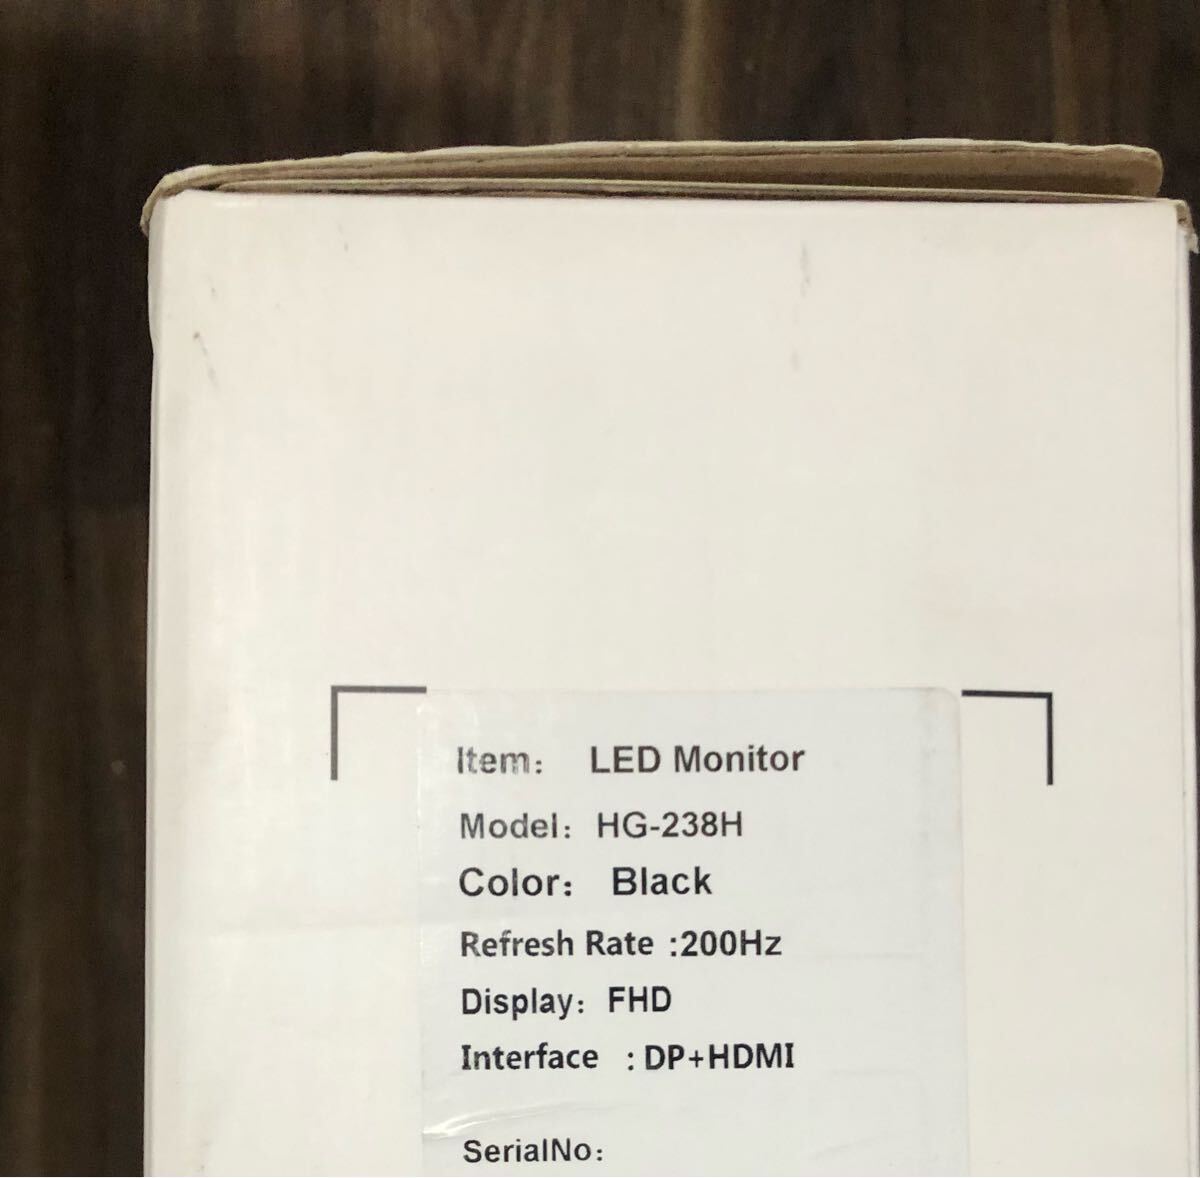 Item: LED Monitor
Model: HG-238H
Color: Black
Refresh Rate :200Hz
Display: FHD
Interface :DP+HDMI
SerialNo: